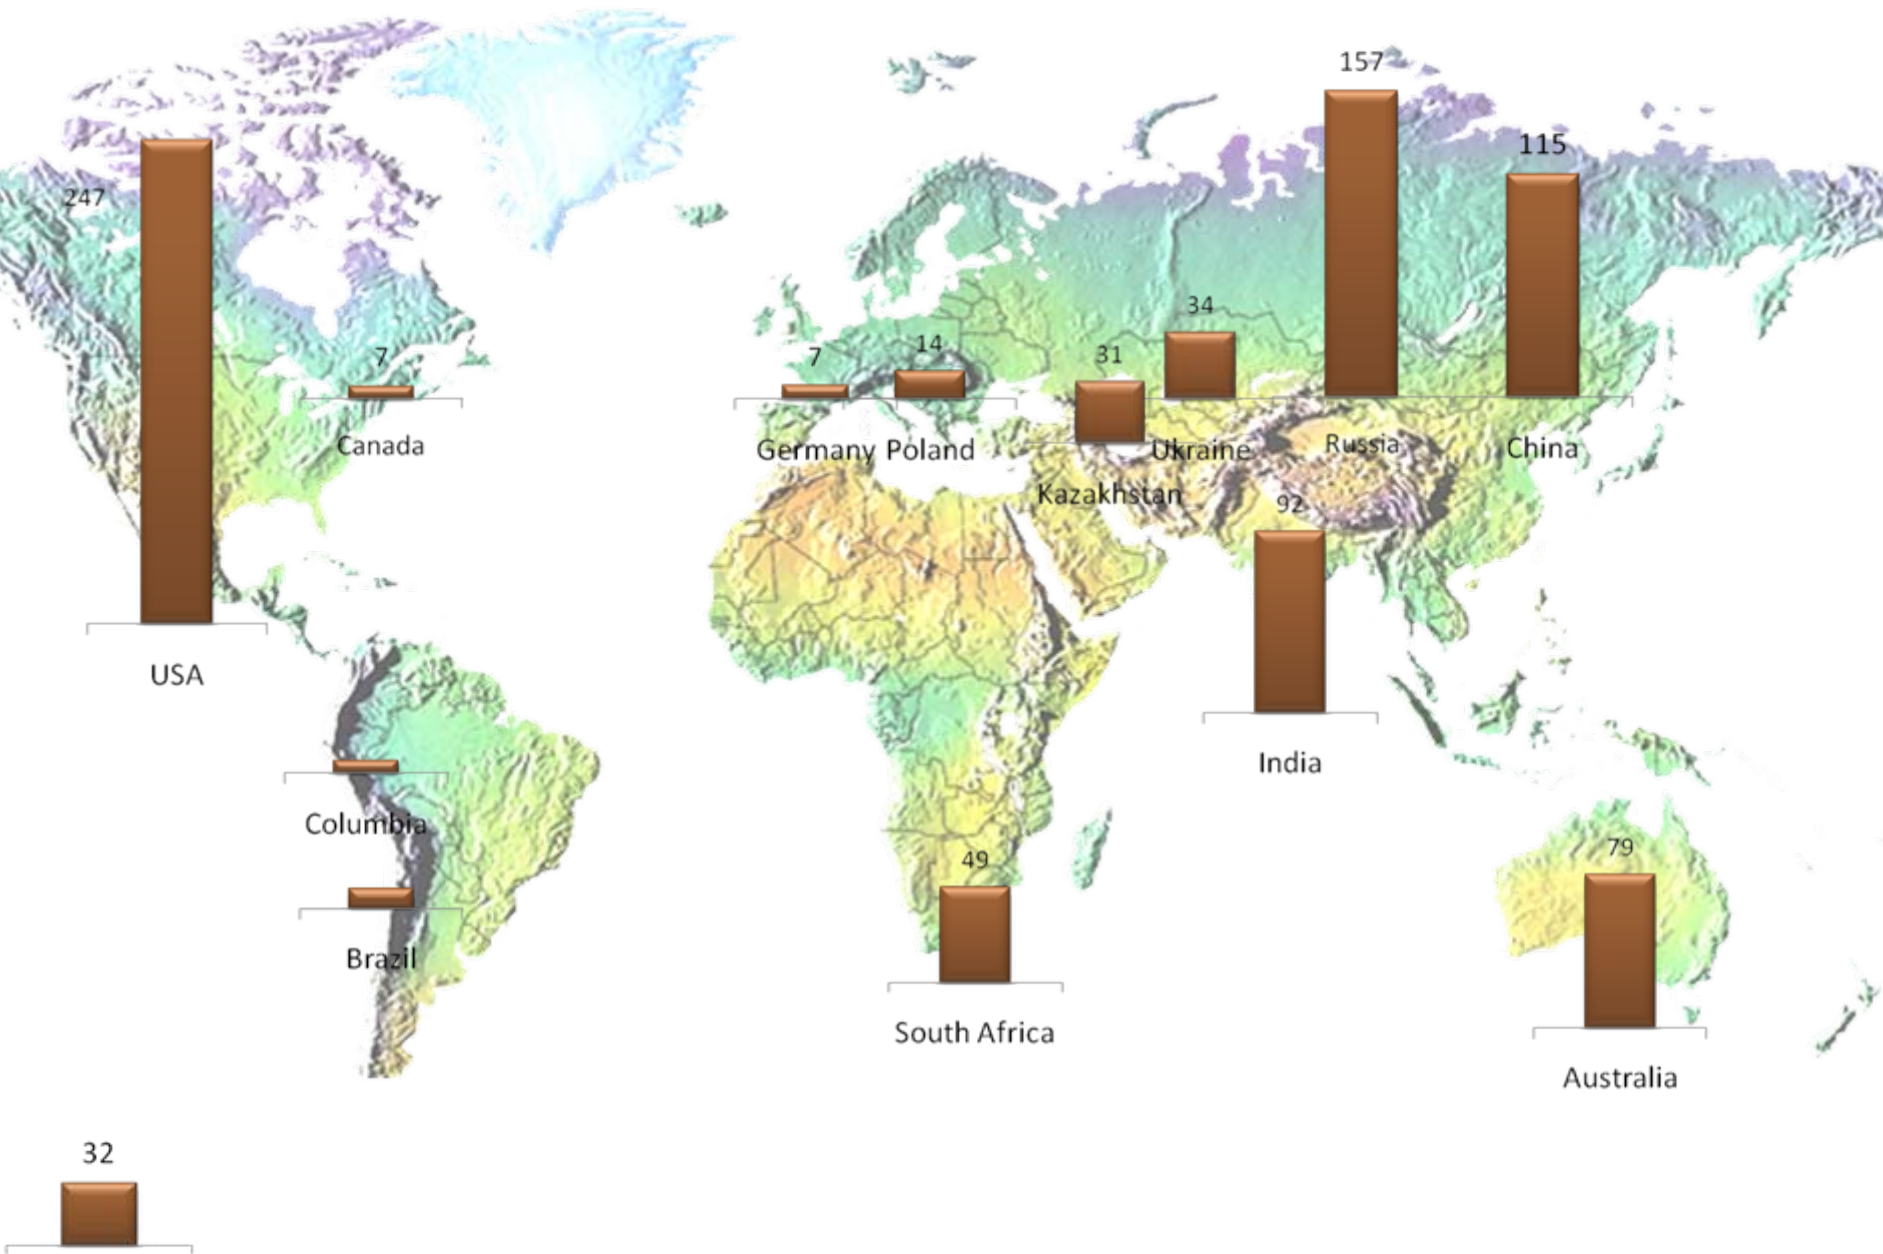 157
115
247
34
7
14
31
7
Canada
Germany
Poland
Ukraine
Russia
China
Kazakhstan
92
USA
India
Columbia
79
49
Brazil
South Africa
Australia
32